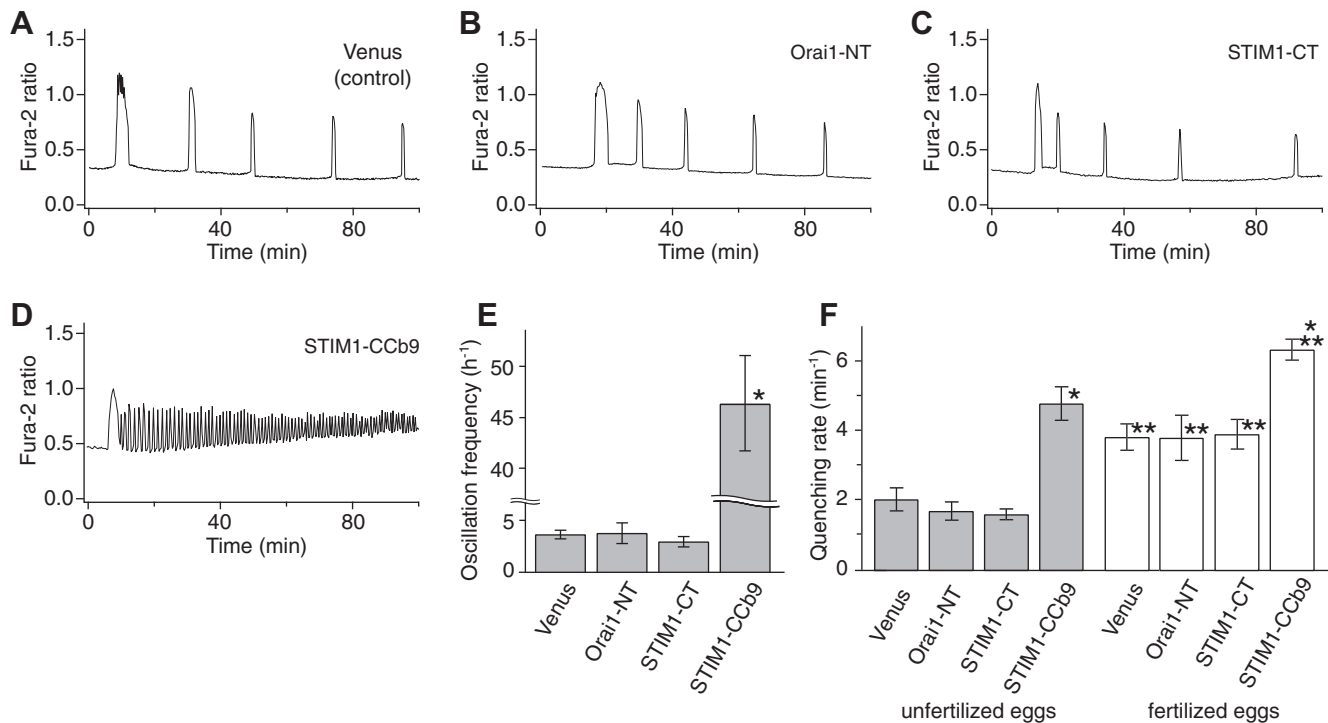 A
Venus
(control)
Fura-2 ratio
1.5
1.0
0.5
0.0
0
40
80
Time (min)
B
Orai1-NT
Fura-2 ratio
1.5
1.0
0.5
0.0
0
40
80
Time (min)
C
STIM1-CT
Fura-2 ratio
1.5
1.0
0.5
0.0
0
40
80
Time (min)
D
STIM1-CCb9
Fura-2 ratio
1.5
1.0
0.5
0.0
0
40
80
Time (min)
E
Oscillation frequency (h⁻¹)
50
45
40
5
0
*
Venus
Orai1-NT
STIM1-CT
STIM1-CCb9
F
Quenching rate (min⁻¹)
6
4
2
0
*
**
**
**
*
**
Venus
Orai1-NT
STIM1-CT
STIM1-CCb9
Venus
Orai1-NT
STIM1-CT
STIM1-CCb9
unfertilized eggs
fertilized eggs